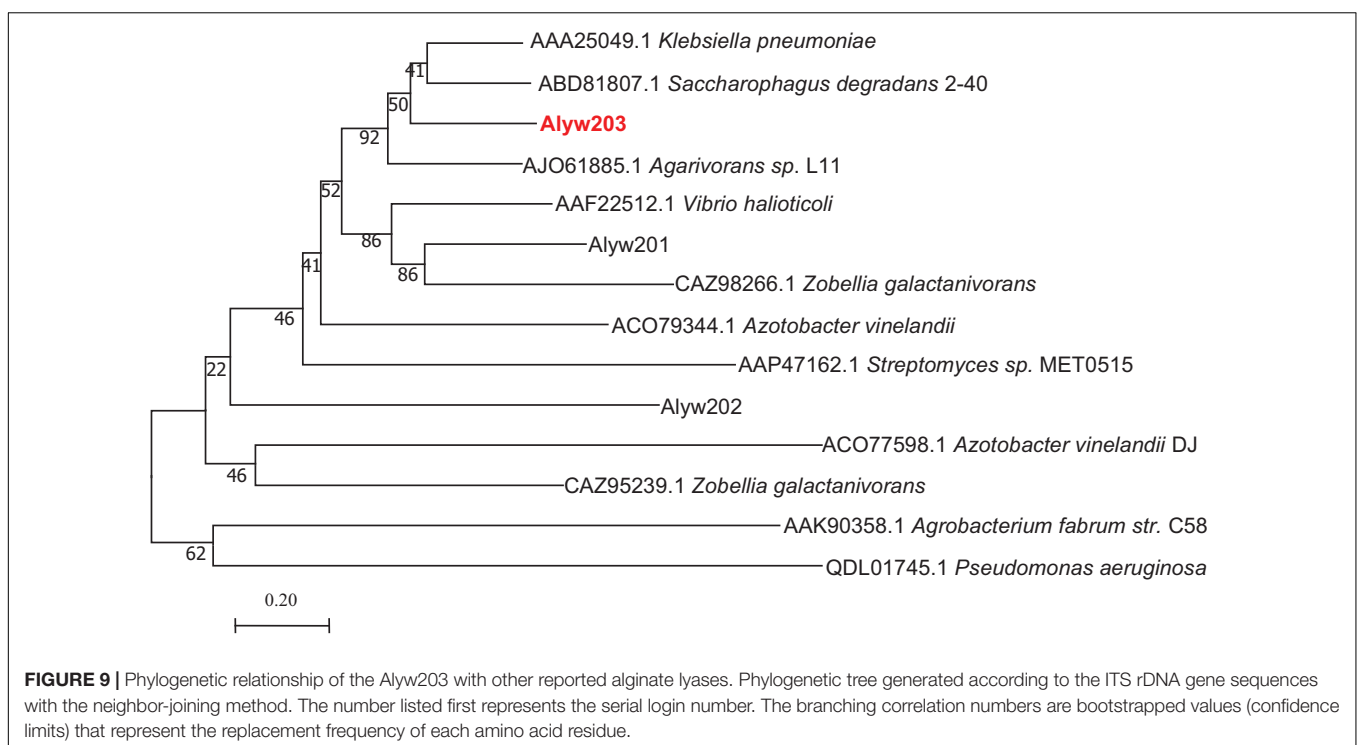 AAA25049.1 Klebsiella pneumoniae
41
ABD81807.1 Saccharophagus degradans 2-40
50
Alyw203
92
AJO61885.1 Agarivorans sp. L11
52
AAF22512.1 Vibrio halioticoli
86
Alyw201
41
86
CAZ98266.1 Zobellia galactanivorans
46
ACO79344.1 Azotobacter vinelandii
22
AAP47162.1 Streptomyces sp. MET0515
Alyw202
ACO77598.1 Azotobacter vinelandii DJ
46
CAZ95239.1 Zobellia galactanivorans
AAK90358.1 Agrobacterium fabrum str. C58
62
QDL01745.1 Pseudomonas aeruginosa
0.20
FIGURE 9 | Phylogenetic relationship of the Alyw203 with other reported alginate lyases. Phylogenetic tree generated according to the ITS rDNA gene sequences
with the neighbor-joining method. The number listed first represents the serial login number. The branching correlation numbers are bootstrapped values (confidence
limits) that represent the replacement frequency of each amino acid residue.